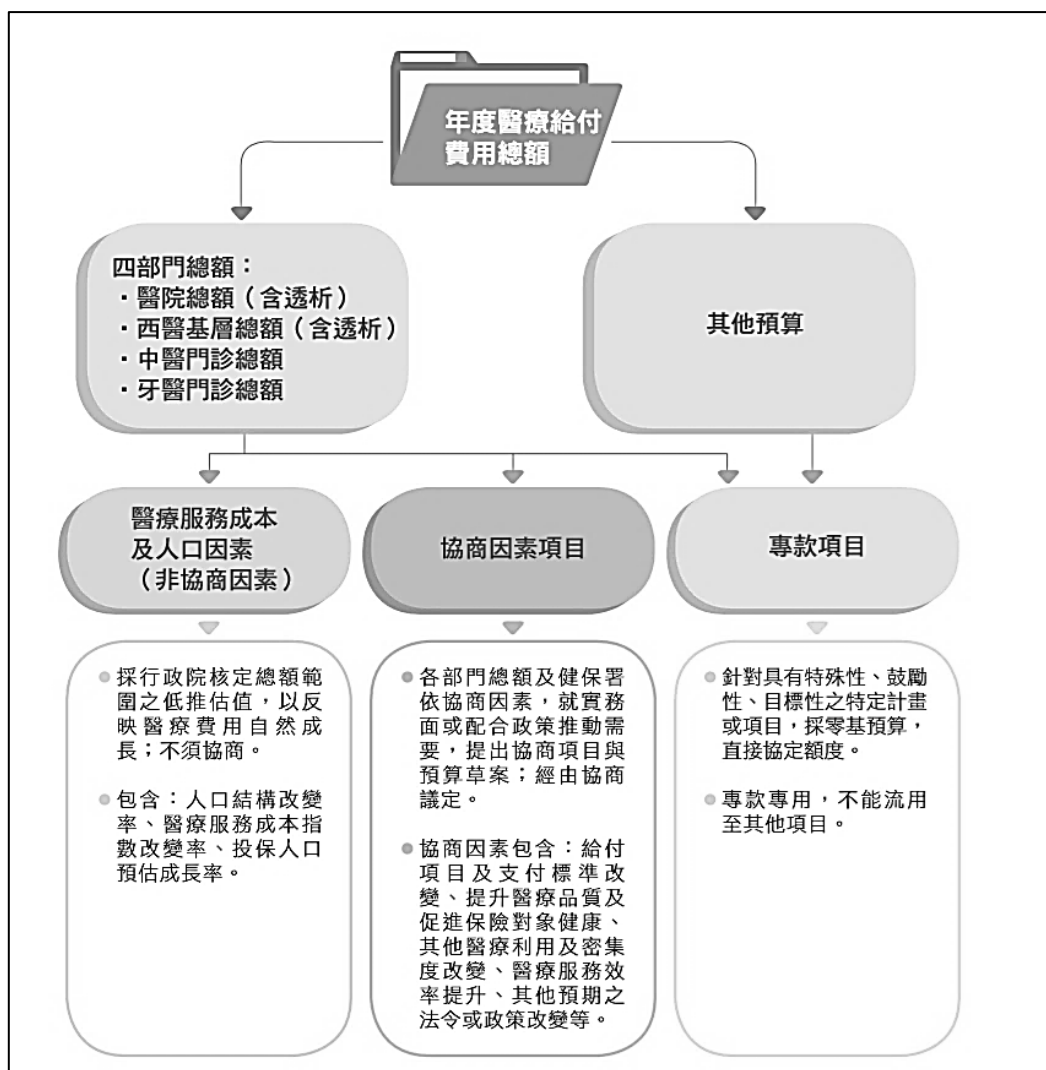 年度醫療給付
費用總額
四部門總額：
・醫院總額（含透析）
・西醫基層總額（含透析）
・中醫門診總額
・牙醫門診總額
其他預算
醫療服務成本
及人口因素
（非協商因素）
協商因素項目
專款項目
採行政院核定總額範
圍之低推估值，以反
映醫療費用自然成
長；不須協商。
包含：人口結構改變
率、醫療服務成本指
數改變率、投保人口
預估成長率。
各部門總額及健保署
依協商因素，就實務
面或配合政策推動需
要，提出協商項目與
預算草案；經由協商
議定。
協商因素包含：給付
項目及支付標準改
變、提升醫療品質及
促進保險對象健康、
其他醫療利用及密集
度改變、醫療服務效
率提升、其他預期之
法令或政策改變等。
針對具有特殊性、鼓勵
性、目標性之特定計畫
或項目，採零基預算，
直接協定額度。
專款專用，不能流用
至其他項目。